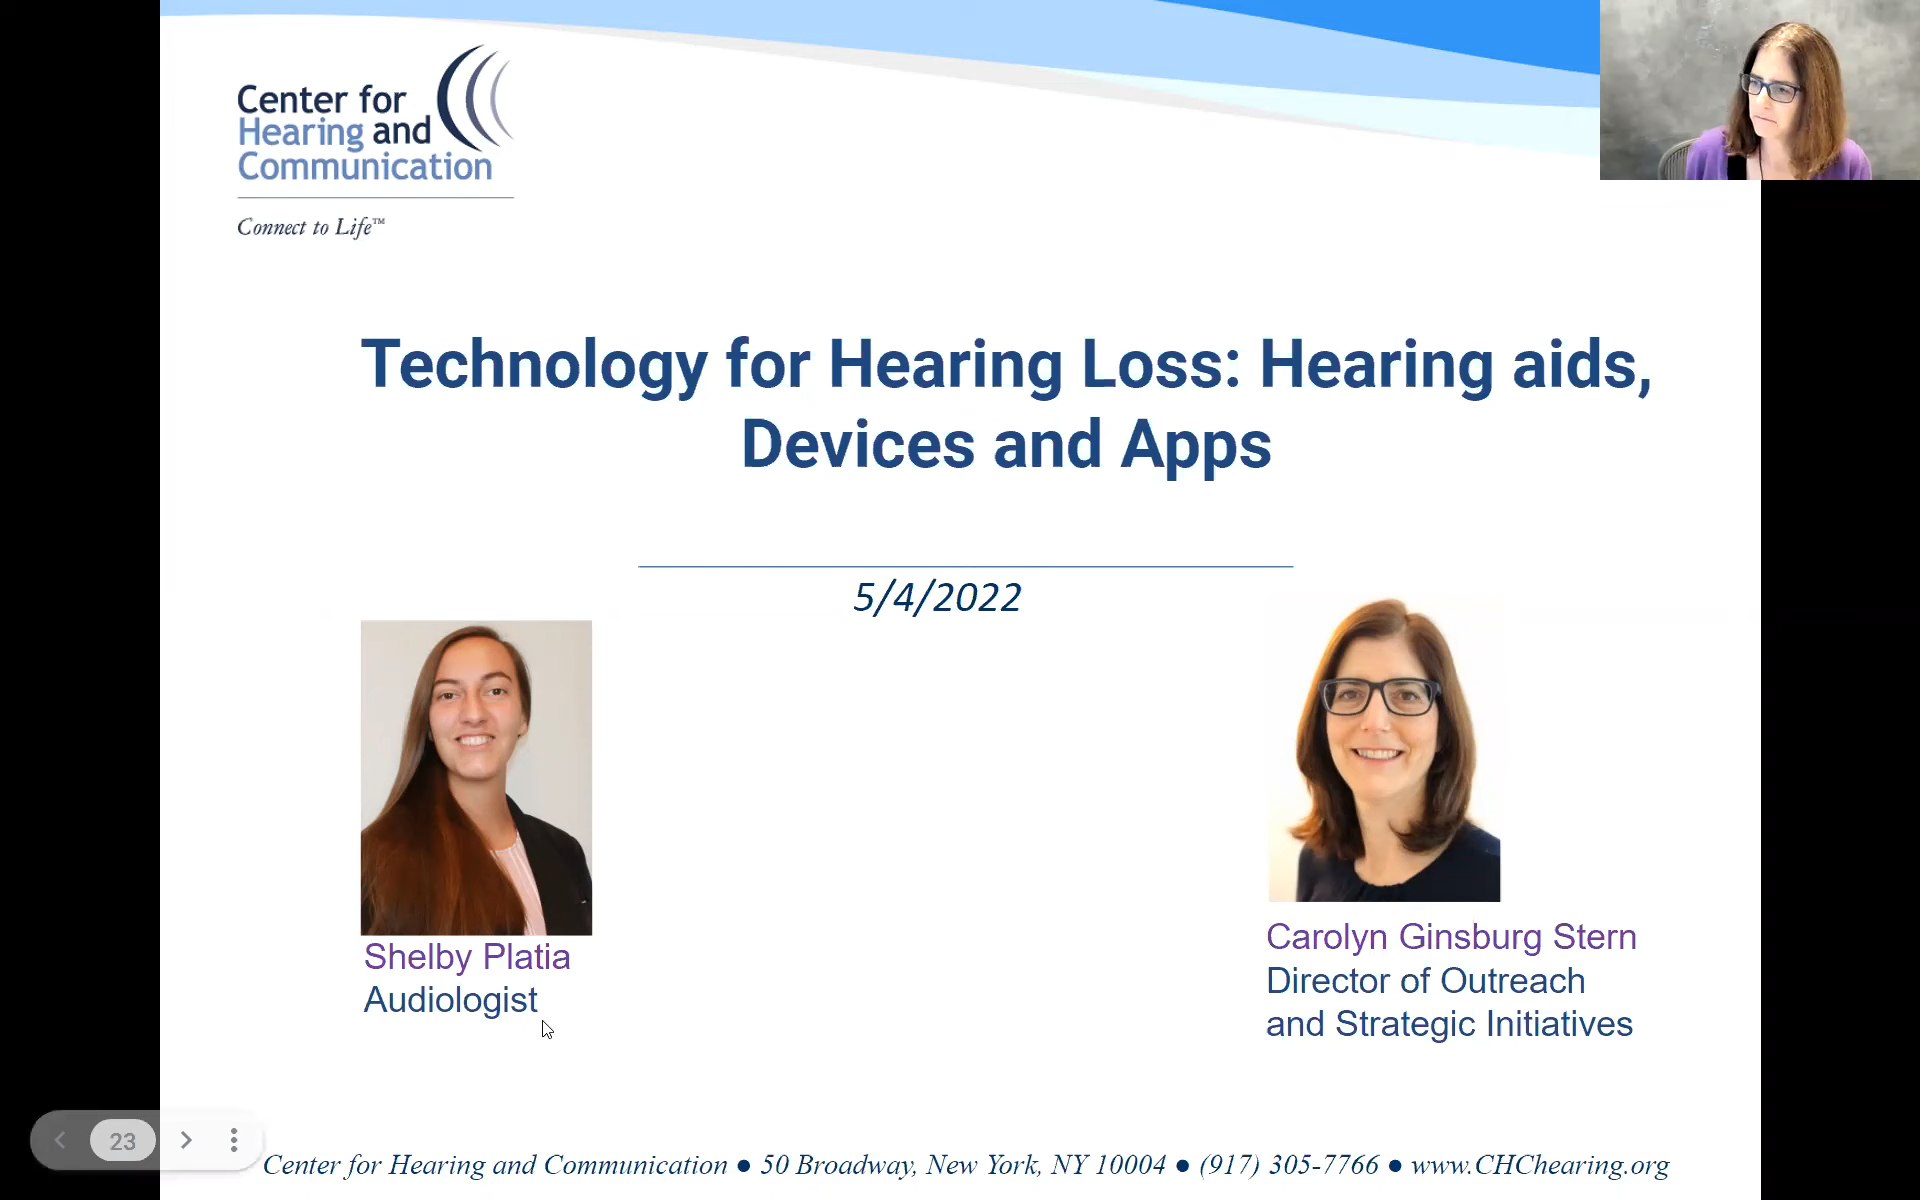 Center for
Hearing and
Communication
Connect to Life™
Technology for Hearing Loss: Hearing aids,
Devices and Apps
5/4/2022
Shelby Platia
Audiologist
Carolyn Ginsburg Stern
Director of Outreach
and Strategic Initiatives
23
Center for Hearing and Communication ● 50 Broadway, New York, NY 10004 ● (917) 305-7766 ● www.CHChearing.org